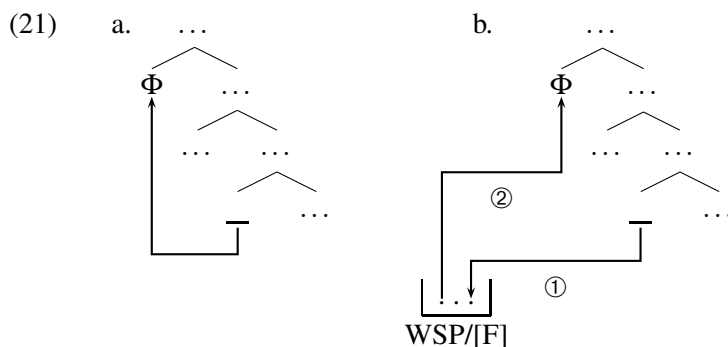 (21) a. . . . b. . . .
Φ . . . Φ . . .
. . . . . . . . . . . .
②
. . . . . .
①
. . .
WSP/[F]